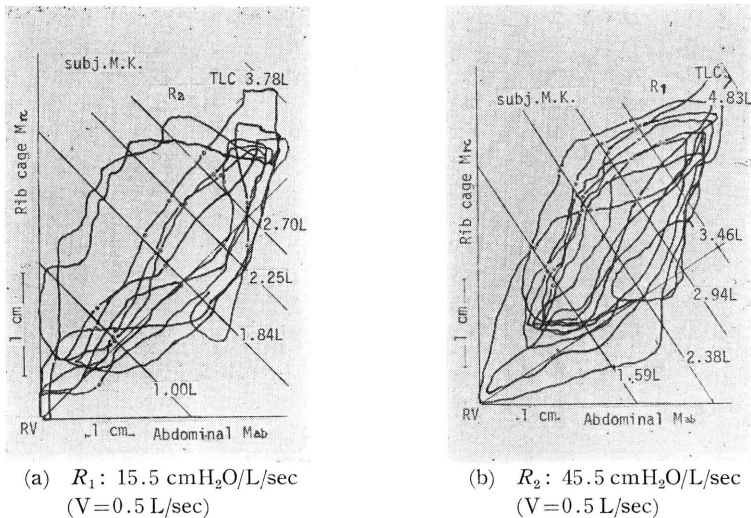 subj.M.K.
TLC 3.78L
R2
Rib cage Mrc
1 cm
2.70L
2.25L
1.84L
1.00L
RV
1 cm
Abdominal Mab
(a) R1: 15.5 cmH2O/L/sec
(V=0.5 L/sec)
TLC
R1
4.83L
subj.M.K.
Rib cage Mrc
1 cm
3.46L
2.94L
2.38L
1.59L
RV
1 cm
Abdominal Mab
(b) R2: 45.5 cmH2O/L/sec
(V=0.5 L/sec)